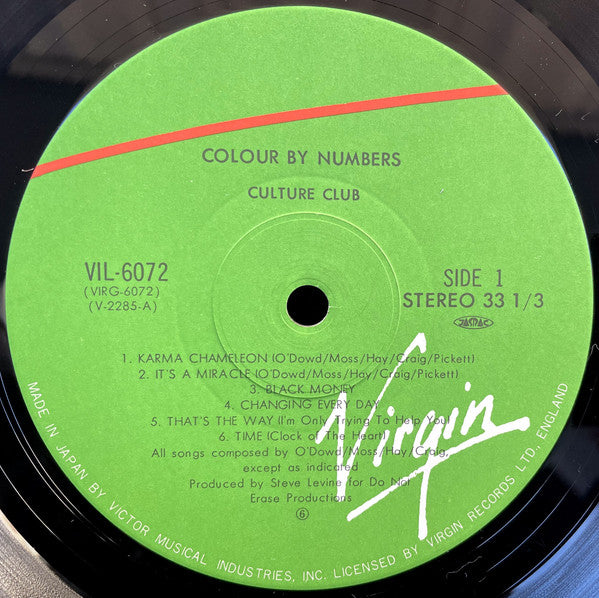 COLOUR BY NUMBERS
CULTURE CLUB
VIL-6072
(VIRG-6072)
(V-2285-A)
SIDE 1
STEREO 33 1/3
JASRAC
1. KARMA CHAMELEON (O'Dowd/Moss/Hay/Craig/Pickett)
2. IT'S A MIRACLE (O'Dowd/Moss/Hay/Craig/Pickett)
3. BLACK MONEY
4. CHANGING EVERY DAY
5. THAT'S THE WAY (I'm Only Trying To Help You)
6. TIME (Clock of The Heart)
All songs composed by O'Dowd/Moss/Hay/Craig,
except as indicated
Produced by Steve Levine for Do Not
Erase Productions
⑥
Virgin
MADE IN JAPAN BY VICTOR MUSICAL INDUSTRIES, INC. LICENSED BY VIRGIN RECORDS LTD., ENGLAND